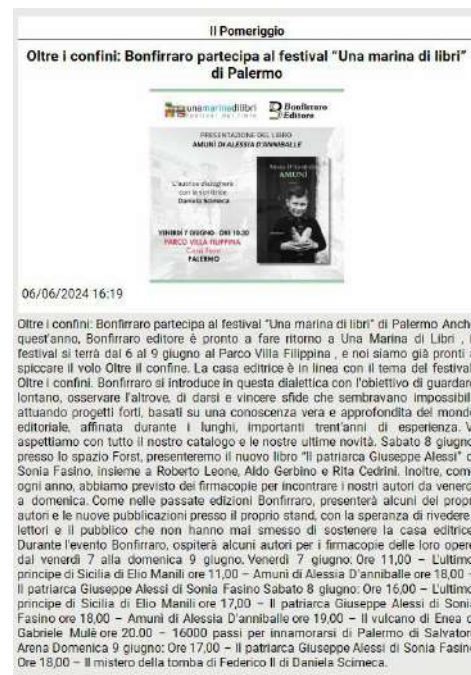 Il Pomeriggio
Oltre i confini: Bonfirraro partecipa al festival “Una marina di libri”
di Palermo
unamarinadilibri
Bonfirraro
Editore
PRESENTAZIONE DEL LIBRO
AMUNÌ DI ALESSIA D'ANNIBALLE
L'autrice dialogherà
con la scrittrice
Daniela Scimeca
AMUNÌ
VENERDÌ 7 GIUGNO ORE 10.30
PARCO VILLA FILIPPINA
PALERMO
06/06/2024 16:19
Oltre i confini: Bonfirraro partecipa al festival “Una marina di libri” di Palermo Anch
quest'anno, Bonfirraro editore è pronto a fare ritorno a Una Marina di Libri , i
festival si terrà dal 6 al 9 giugno al Parco Villa Filippina , e noi siamo già pronti a
spiccare il volo Oltre il confine. La casa editrice è in linea con il tema del festival
Oltre i confini. Bonfirraro si introduce in questa dialettica con l'obiettivo di guardar
lontano, osservare l'altrove, di darsi e vincere sfide che sembravano impossibil
attuando progetti forti, basati su una conoscenza vera e approfondita del mondo
editoriale, affinata durante i lunghi, importanti trent'anni di esperienza. V
aspettiamo con tutto il nostro catalogo e le nostre ultime novità. Sabato 8 giugno
presso lo spazio Forst, presenteremo il nuovo libro “Il patriarca Giuseppe Alessi” d
Sonia Fasino, insieme a Roberto Leone, Aldo Gerbino e Rita Cedrini. Inoltre, com
ogni anno, abbiamo previsto dei firmacopie per incontrare i nostri autori da venerd
a domenica. Come nelle passate edizioni Bonfirraro, presenterà alcuni dei propr
autori e le nuove pubblicazioni presso il proprio stand, con la speranza di rivedere
lettori e il pubblico che non hanno mai smesso di sostenere la casa editrice
Durante l'evento Bonfirraro, ospiterà alcuni autori per i firmacopie delle loro opere
dal venerdì 7 alla domenica 9 giugno. Venerdì 7 giugno: Ore 11,00 – L'ultimo
principe di Sicilia di Elio Manili ore 11,00 – Amunì di Alessia D'anniballe ore 18,00 –
Il patriarca Giuseppe Alessi di Sonia Fasino Sabato 8 giugno: Ore 16,00 – L'ultimo
principe di Sicilia di Elio Manili ore 17,00 – Il patriarca Giuseppe Alessi di Soni
Fasino ore 18,00 – Amunì di Alessia D'anniballe ore 19,00 – Il vulcano di Enea d
Gabriele Mulè ore 20.00 – 16000 passi per innamorarsi di Palermo di Salvator
Arena Domenica 9 giugno: Ore 17,00 – Il patriarca Giuseppe Alessi di Sonia Fasino
Ore 18,00 – Il mistero della tomba di Federico II di Daniela Scimeca.